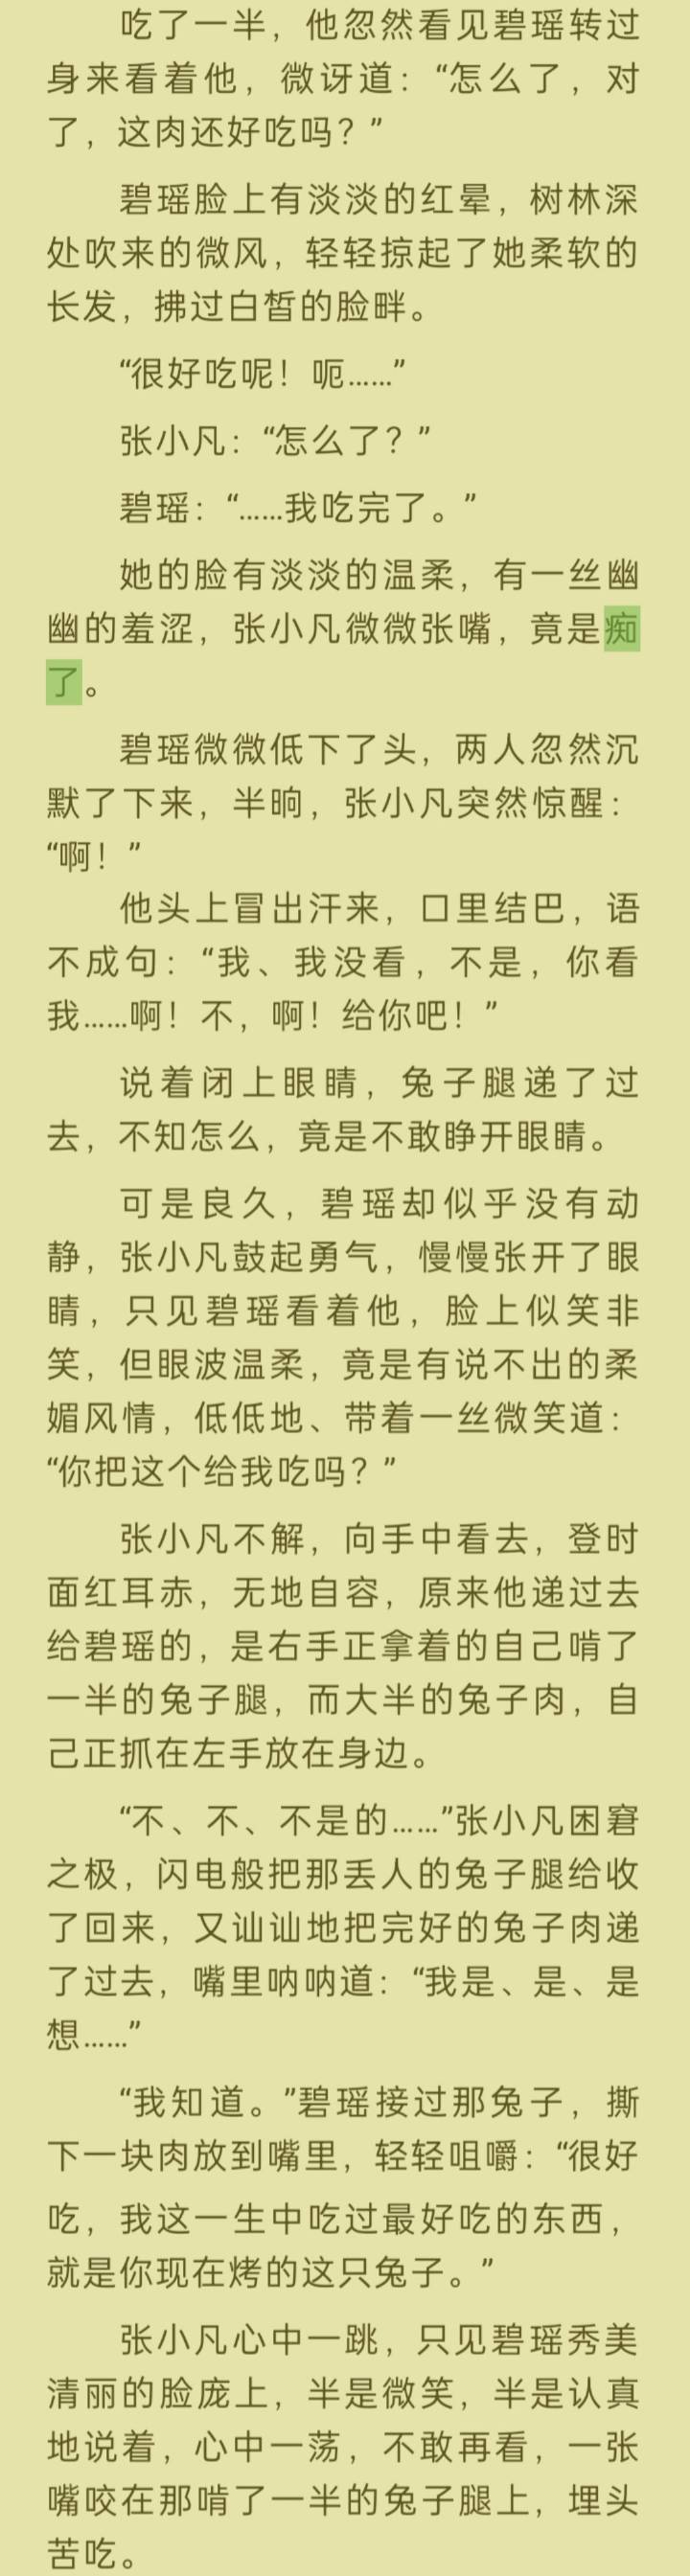 吃了一半，他忽然看见碧瑶转过
身来看着他，微讶道：“怎么了，对
了，这肉还好吃吗？”
碧瑶脸上有淡淡的红晕，树林深
处吹来的微风，轻轻掠起了她柔软的
长发，拂过白皙的脸畔。
“很好吃呢！呃……”
张小凡：“怎么了？”
碧瑶：“……我吃完了。”
她的脸有淡淡的温柔，有一丝幽
幽的羞涩，张小凡微微张嘴，竟是痴
了。
碧瑶微微低下了头，两人忽然沉
默了下来，半晌，张小凡突然惊醒：
“啊！”
他头上冒出汗来，口里结巴，语
不成句：“我、我没看，不是，你看
我……啊！不，啊！给你吧！”
说着闭上眼睛，兔子腿递了过
去，不知怎么，竟是不敢睁开眼睛。
可是良久，碧瑶却似乎没有动
静，张小凡鼓起勇气，慢慢张开了眼
睛，只见碧瑶看着他，脸上似笑非
笑，但眼波温柔，竟是有说不出的柔
媚风情，低低地、带着一丝微笑道：
“你把这个给我吃吗？”
张小凡不解，向手中看去，登时
面红耳赤，无地自容，原来他递过去
给碧瑶的，是右手正拿着的自己啃了
一半的兔子腿，而大半的兔子肉，自
己正抓在左手放在身边。
“不、不、不是的……”张小凡困窘
之极，闪电般把那丢人的兔子腿给收
了回来，又讪讪地把完好的兔子肉递
了过去，嘴里呐呐道：“我是、是、是
想……”
“我知道。”碧瑶接过那兔子，撕
下一块肉放到嘴里，轻轻咀嚼：“很好
吃，我这一生中吃过最好吃的东西，
就是你现在烤的这只兔子。”
张小凡心中一跳，只见碧瑶秀美
清丽的脸庞上，半是微笑，半是认真
地说着，心中一荡，不敢再看，一张
嘴咬在那啃了一半的兔子腿上，埋头
苦吃。